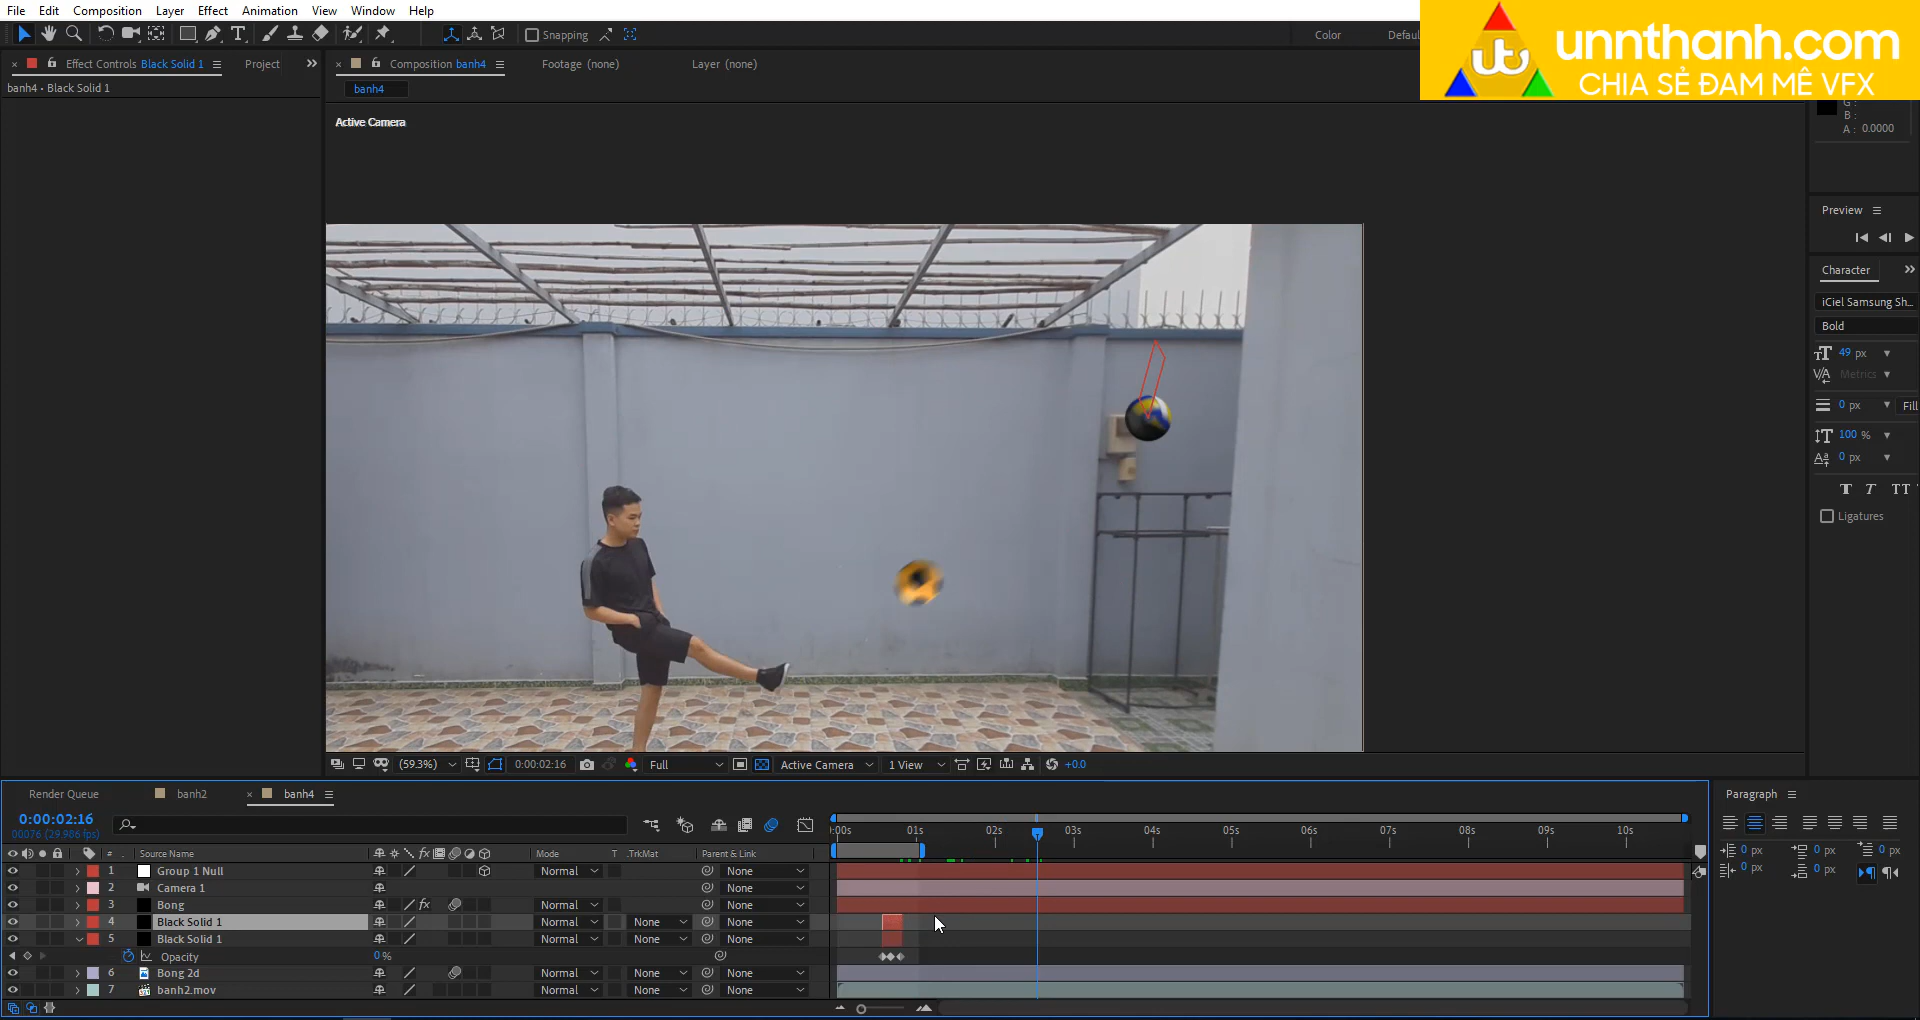 File Edit Composition Layer Effect Animation View Window Help
Snapping
Color Defaul
unnthanh.com
CHIA SẺ ĐAM MÊ VFX
Effect Controls Black Solid 1 Project
Composition banh4 Footage (none) Layer (none)
banh4 • Black Solid 1
banh4
Active Camera
G :
B :
A : 0.0000
Preview
Character
iCiel Samsung Sh...
Bold
49 px
Metrics
0 px Fill
100 %
0 px
T T TT
Ligatures
(59.3%) 0:00:02:16 Full Active Camera 1 View +0.0
Render Queue banh2 banh4
Paragraph
0:00:02:16
00076 (29.986 fps)
:00s 01s 02s 03s 04s 05s 06s 07s 08s 09s 10s
# Source Name fx Mode T .TrkMat Parent & Link
0 px 0 px 0 px
0 px 0 px
1 Group 1 Null Normal None
2 Camera 1 None
3 Bong fx Normal None
4 Black Solid 1 Normal None None
5 Black Solid 1 Normal None None
Opacity 0 %
6 Bong 2d Normal None None
7 banh2.mov Normal None None